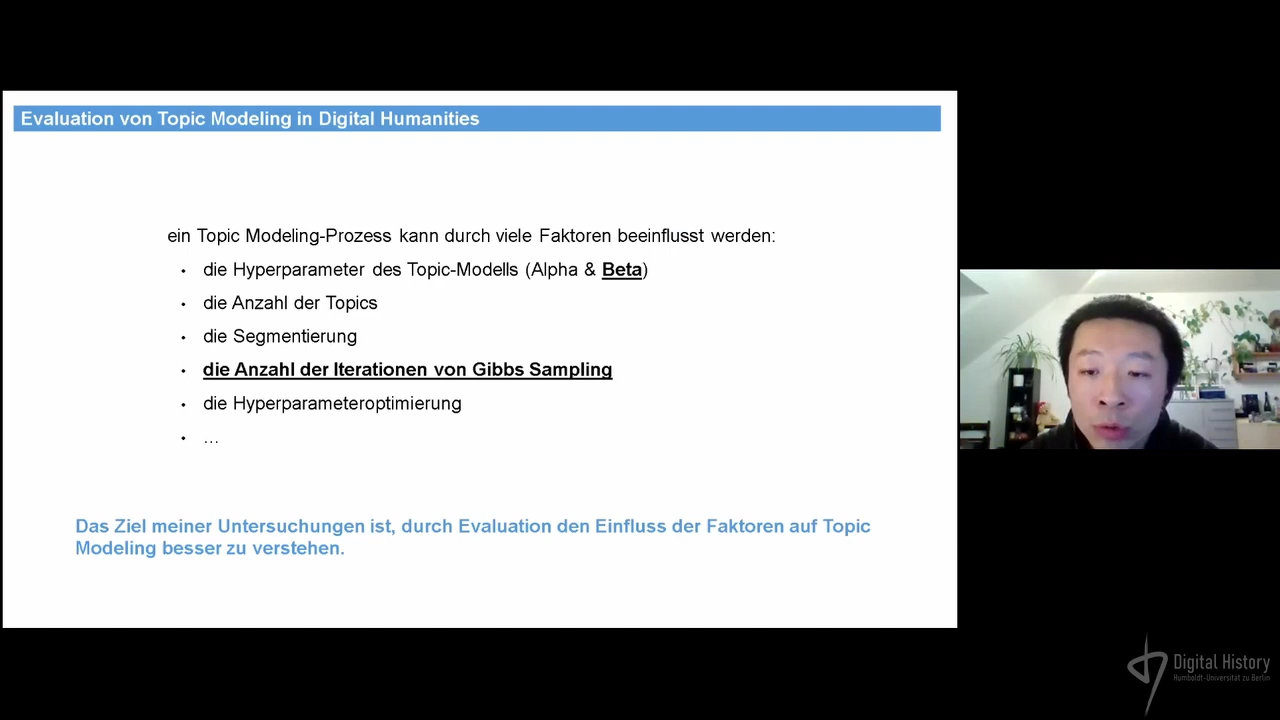 Evaluation von Topic Modeling in Digital Humanities
ein Topic Modeling-Prozess kann durch viele Faktoren beeinflusst werden:
• die Hyperparameter des Topic-Modells (Alpha & Beta)
• die Anzahl der Topics
• die Segmentierung
• die Anzahl der Iterationen von Gibbs Sampling
• die Hyperparameteroptimierung
• ...
Das Ziel meiner Untersuchungen ist, durch Evaluation den Einfluss der Faktoren auf Topic
Modeling besser zu verstehen.
Digital History
Humboldt-Universität zu Berlin